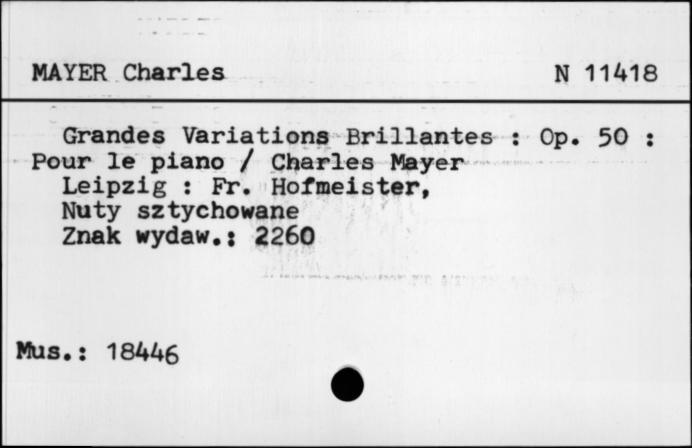 MAYER Charles N 11418
Grandes Variations Brillantes : Op. 50 :
Pour le piano / Charles Mayer
Leipzig : Fr. Hofmeister,
Nuty sztychowane
Znak wydaw.: 2260
Mus.: 18446